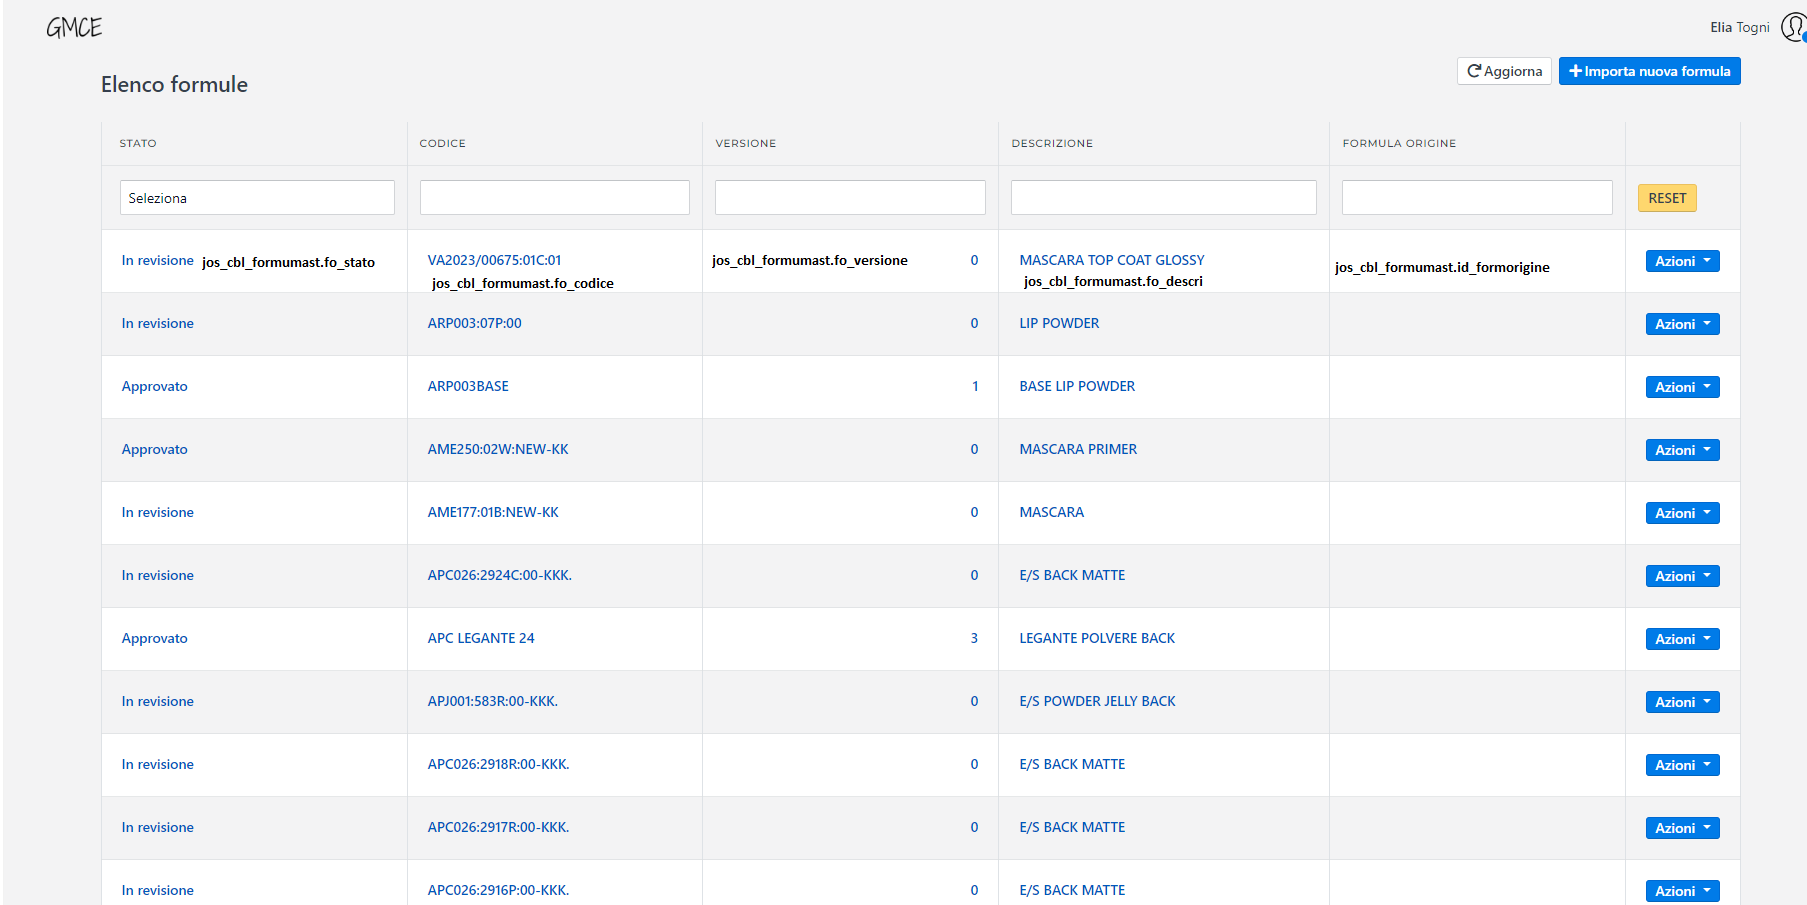 GMCE
Elia Togni
Elenco formule
Aggiorna
Importa nuova formula
STATO CODICE VERSIONE DESCRIZIONE FORMULA ORIGINE
Seleziona RESET
In revisione jos_cbl_formumast.fo_stato VA2023/00675:01C:01 jos_cbl_formumast.fo_versione 0 MASCARA TOP COAT GLOSSY jos_cbl_formumast.id_formorigine Azioni
jos_cbl_formumast.fo_codice jos_cbl_formumast.fo_descri
In revisione ARP003:07P:00 0 LIP POWDER Azioni
Approvato ARP003BASE 1 BASE LIP POWDER Azioni
Approvato AME250:02W:NEW-KK 0 MASCARA PRIMER Azioni
In revisione AME177:01B:NEW-KK 0 MASCARA Azioni
In revisione APC026:2924C:00-KKK. 0 E/S BACK MATTE Azioni
Approvato APC LEGANTE 24 3 LEGANTE POLVERE BACK Azioni
In revisione APJ001:583R:00-KKK. 0 E/S POWDER JELLY BACK Azioni
In revisione APC026:2918R:00-KKK. 0 E/S BACK MATTE Azioni
In revisione APC026:2917R:00-KKK. 0 E/S BACK MATTE Azioni
In revisione APC026:2916P:00-KKK. 0 E/S BACK MATTE Azioni